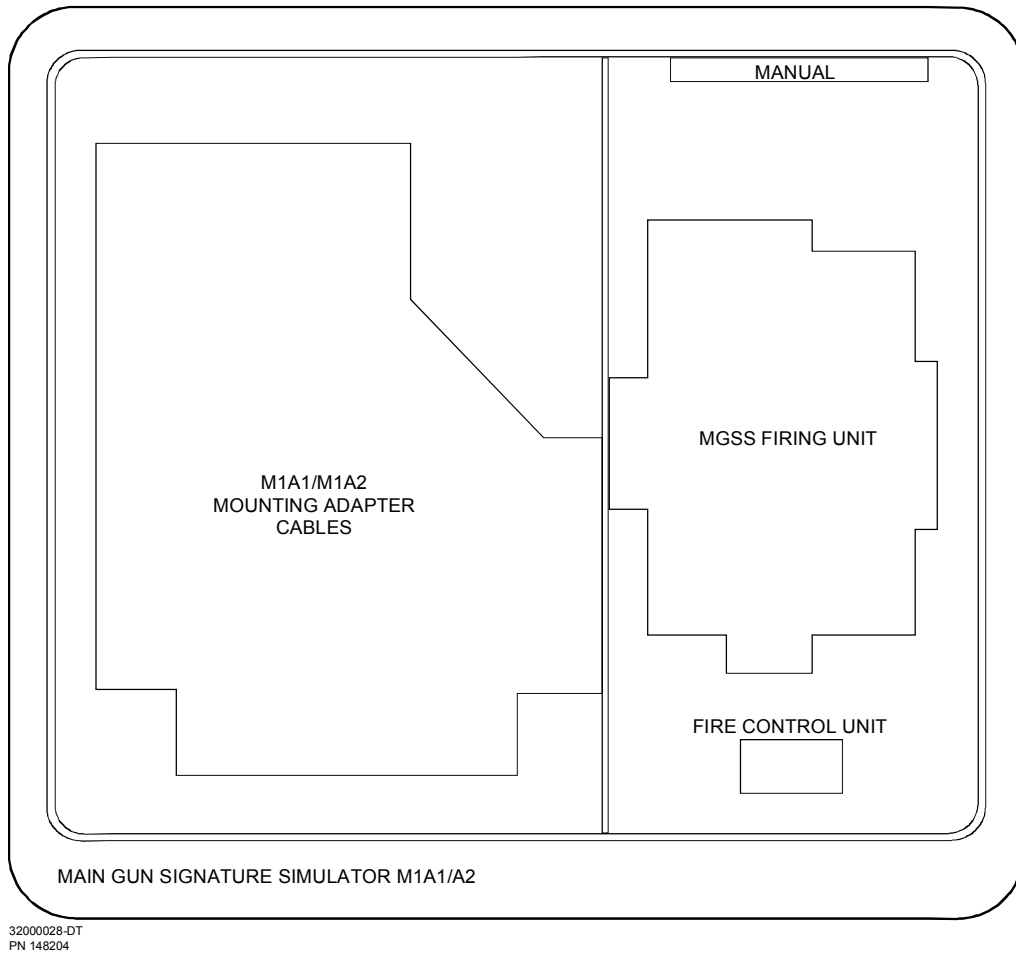 MANUAL
MGSS FIRING UNIT
M1A1/M1A2
MOUNTING ADAPTER
CABLES
FIRE CONTROL UNIT
MAIN GUN SIGNATURE SIMULATOR M1A1/A2
32000028-DT
PN 148204